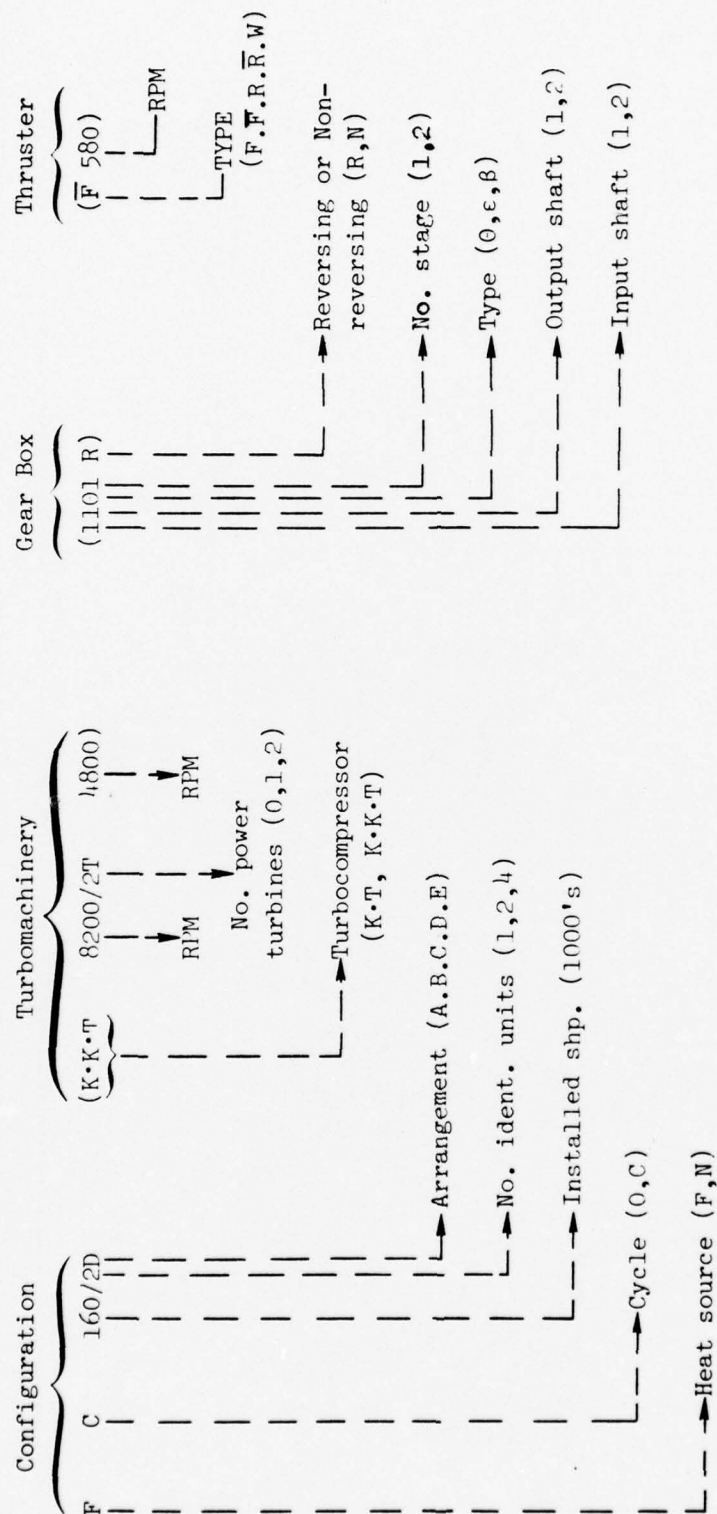 Configuration
F C 160/2D
Arrangement (A.B.C.D.E)
No. ident. units (1,2,4)
Installed shp. (1000's)
Cycle (O,C)
Heat source (F,N)
Turbomachinery
(K·K·T 8200/2T 4800)
RPM
RPM
No. power
turbines (0,1,2)
Turbocompressor
(K·T, K·K·T)
Gear Box
(1101 R)
Reversing or Non-
reversing (R,N)
No. stage (1,2)
Type (θ,ε,β)
Output shaft (1,2)
Input shaft (1,2)
Thruster
(F̅ 580)
RPM
TYPE
(F.F̅.R.R̅.W)